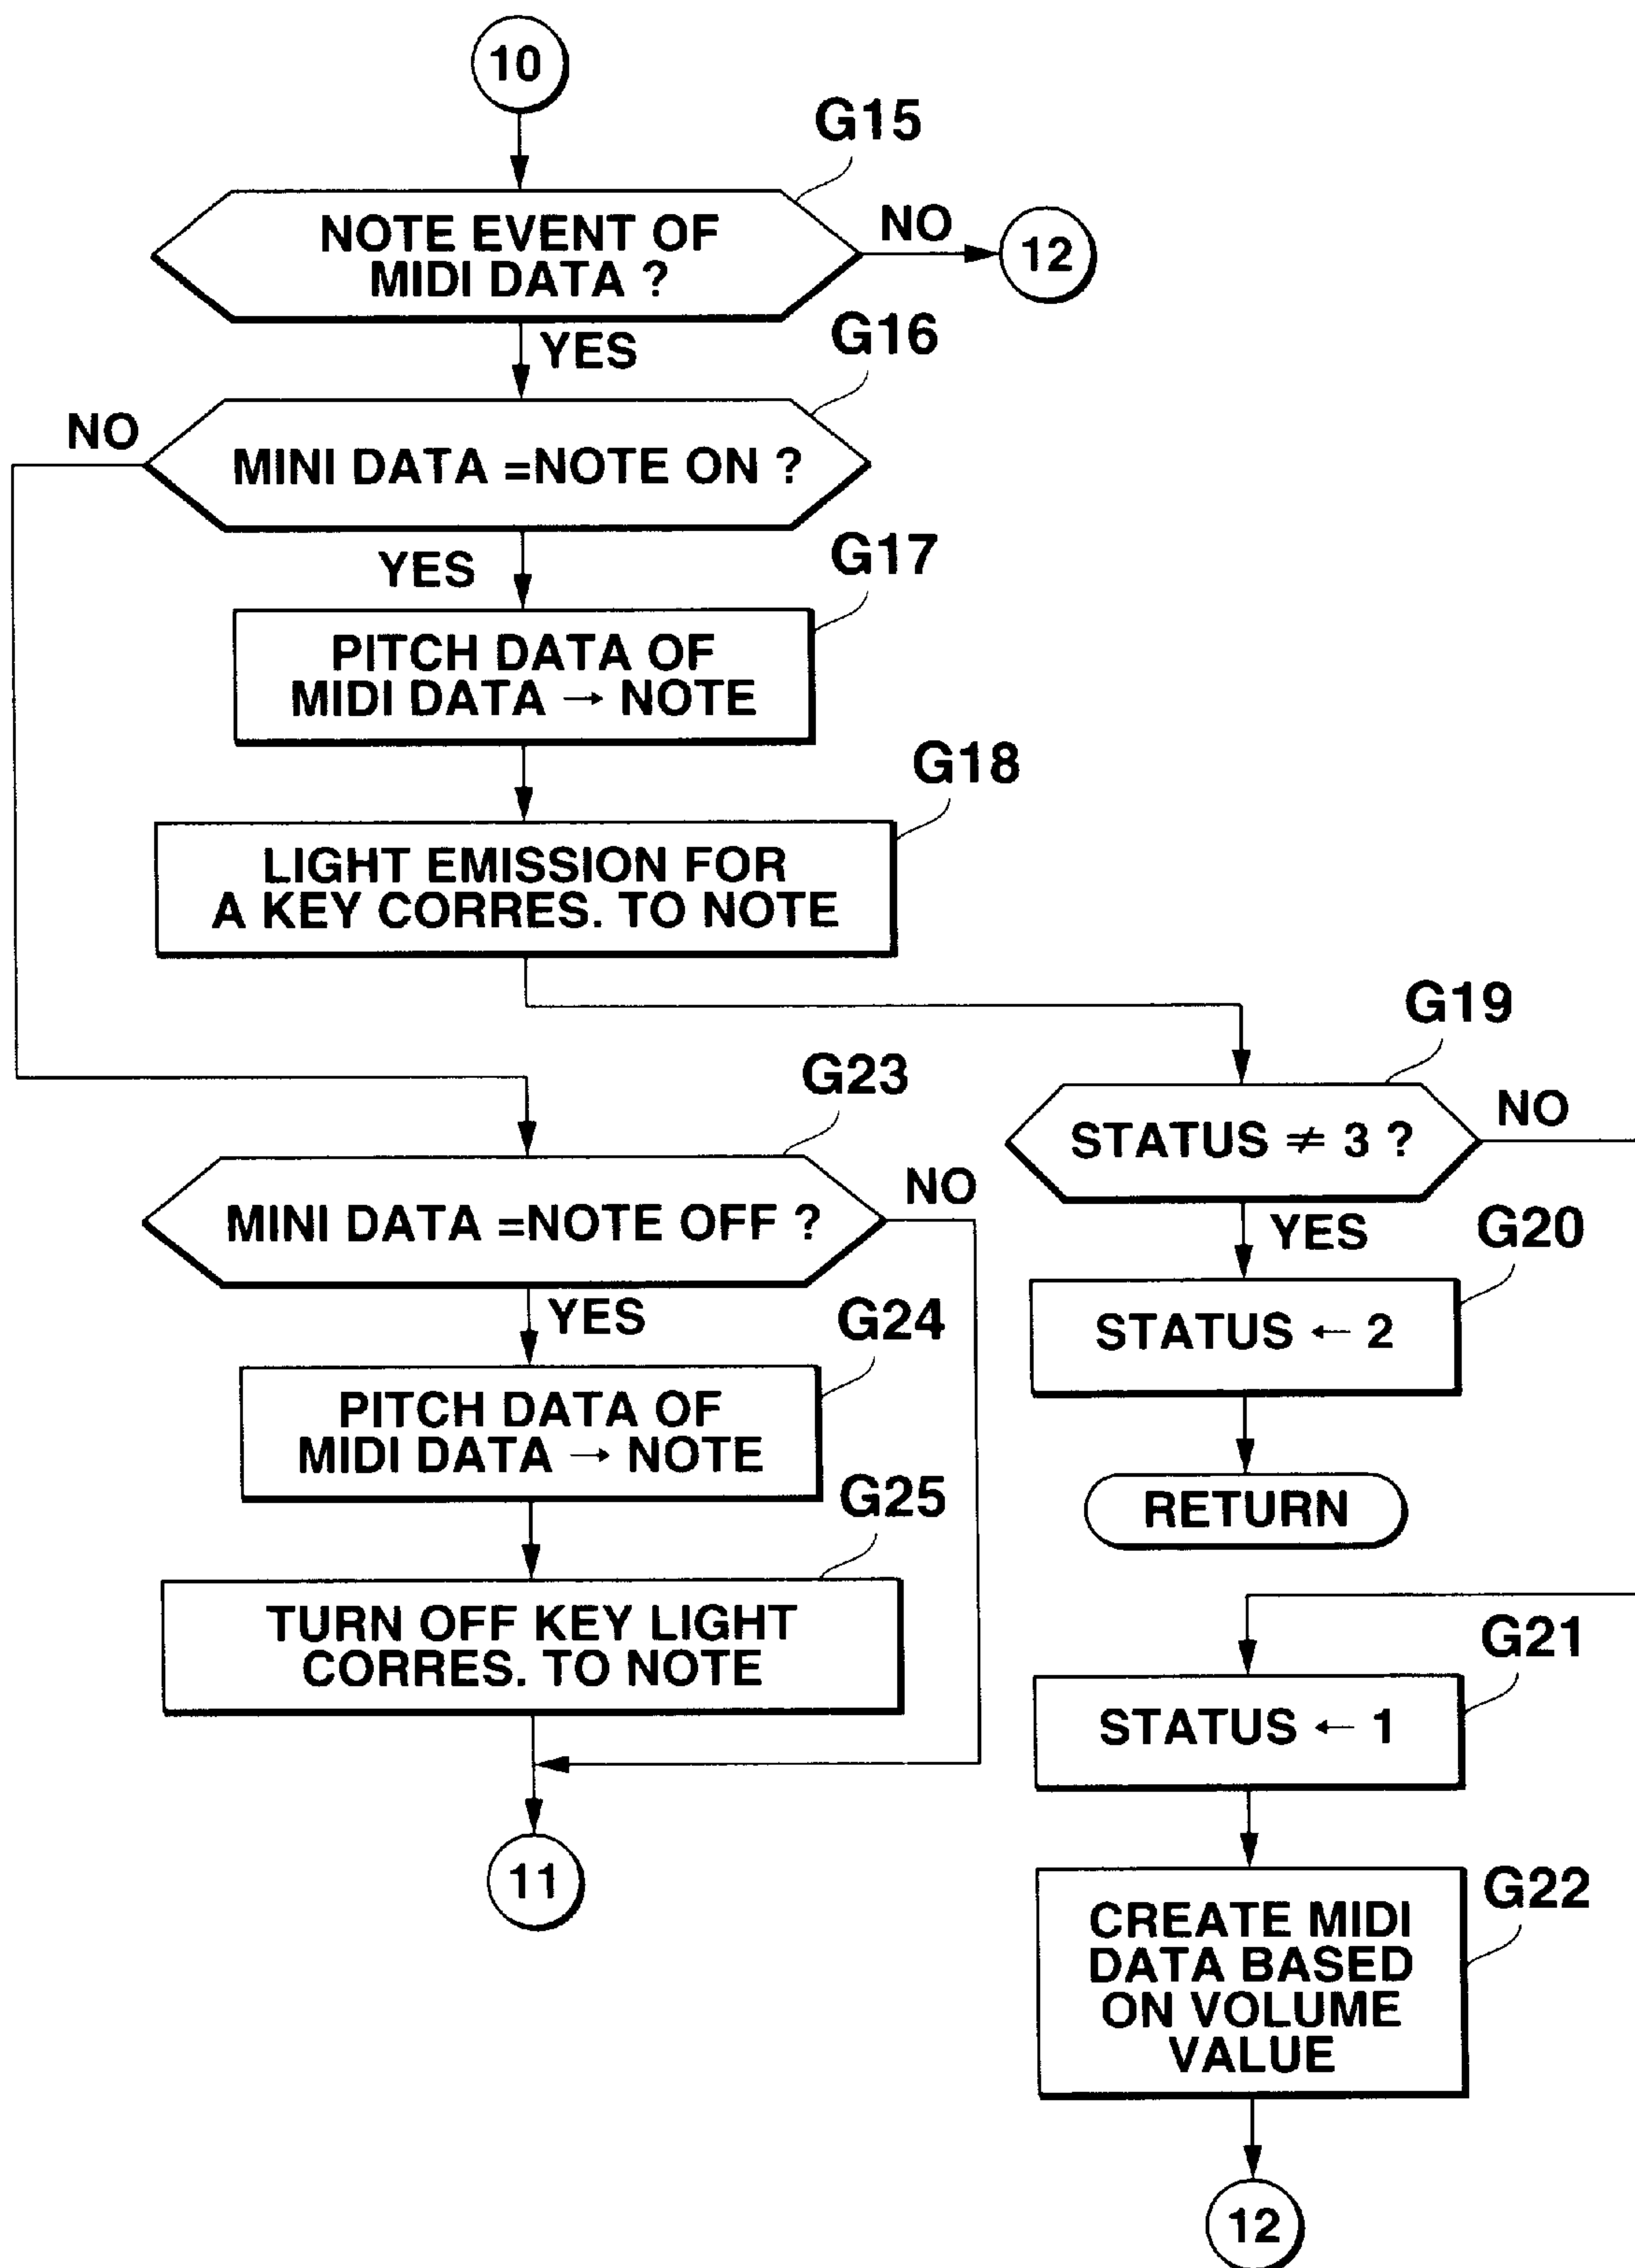 10
G15
NOTE EVENT OF
MIDI DATA ?
NO
12
YES
G16
NO
MINI DATA =NOTE ON ?
YES
G17
PITCH DATA OF
MIDI DATA → NOTE
G18
LIGHT EMISSION FOR
A KEY CORRES. TO NOTE
G19
STATUS ≠ 3 ?
NO
YES
G20
STATUS ← 2
RETURN
G21
STATUS ← 1
G22
CREATE MIDI
DATA BASED
ON VOLUME
VALUE
12
G23
MINI DATA =NOTE OFF ?
NO
YES
G24
PITCH DATA OF
MIDI DATA → NOTE
G25
TURN OFF KEY LIGHT
CORRES. TO NOTE
11